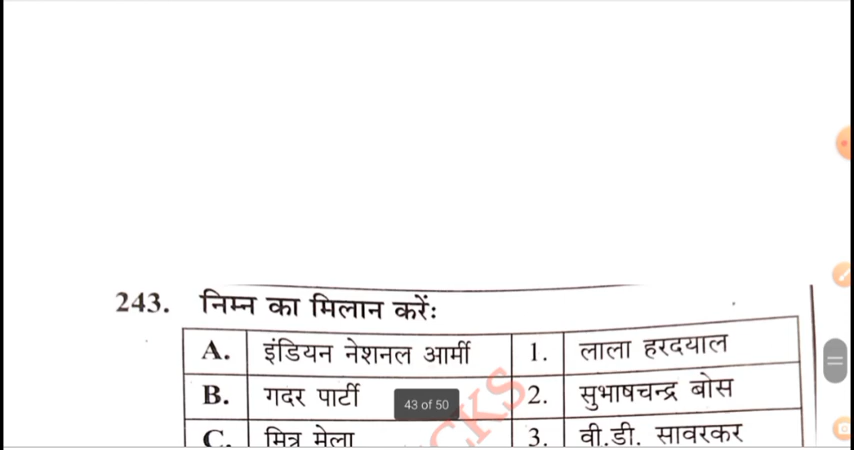 243. निम्न का मिलान करें:
A. इंडियन नेशनल आर्मी 1. लाला हरदयाल
B. गदर पार्टी 2. सुभाषचन्द्र बोस
43 of 50
C. मित्र मेला 3. वी.डी. सावरकर